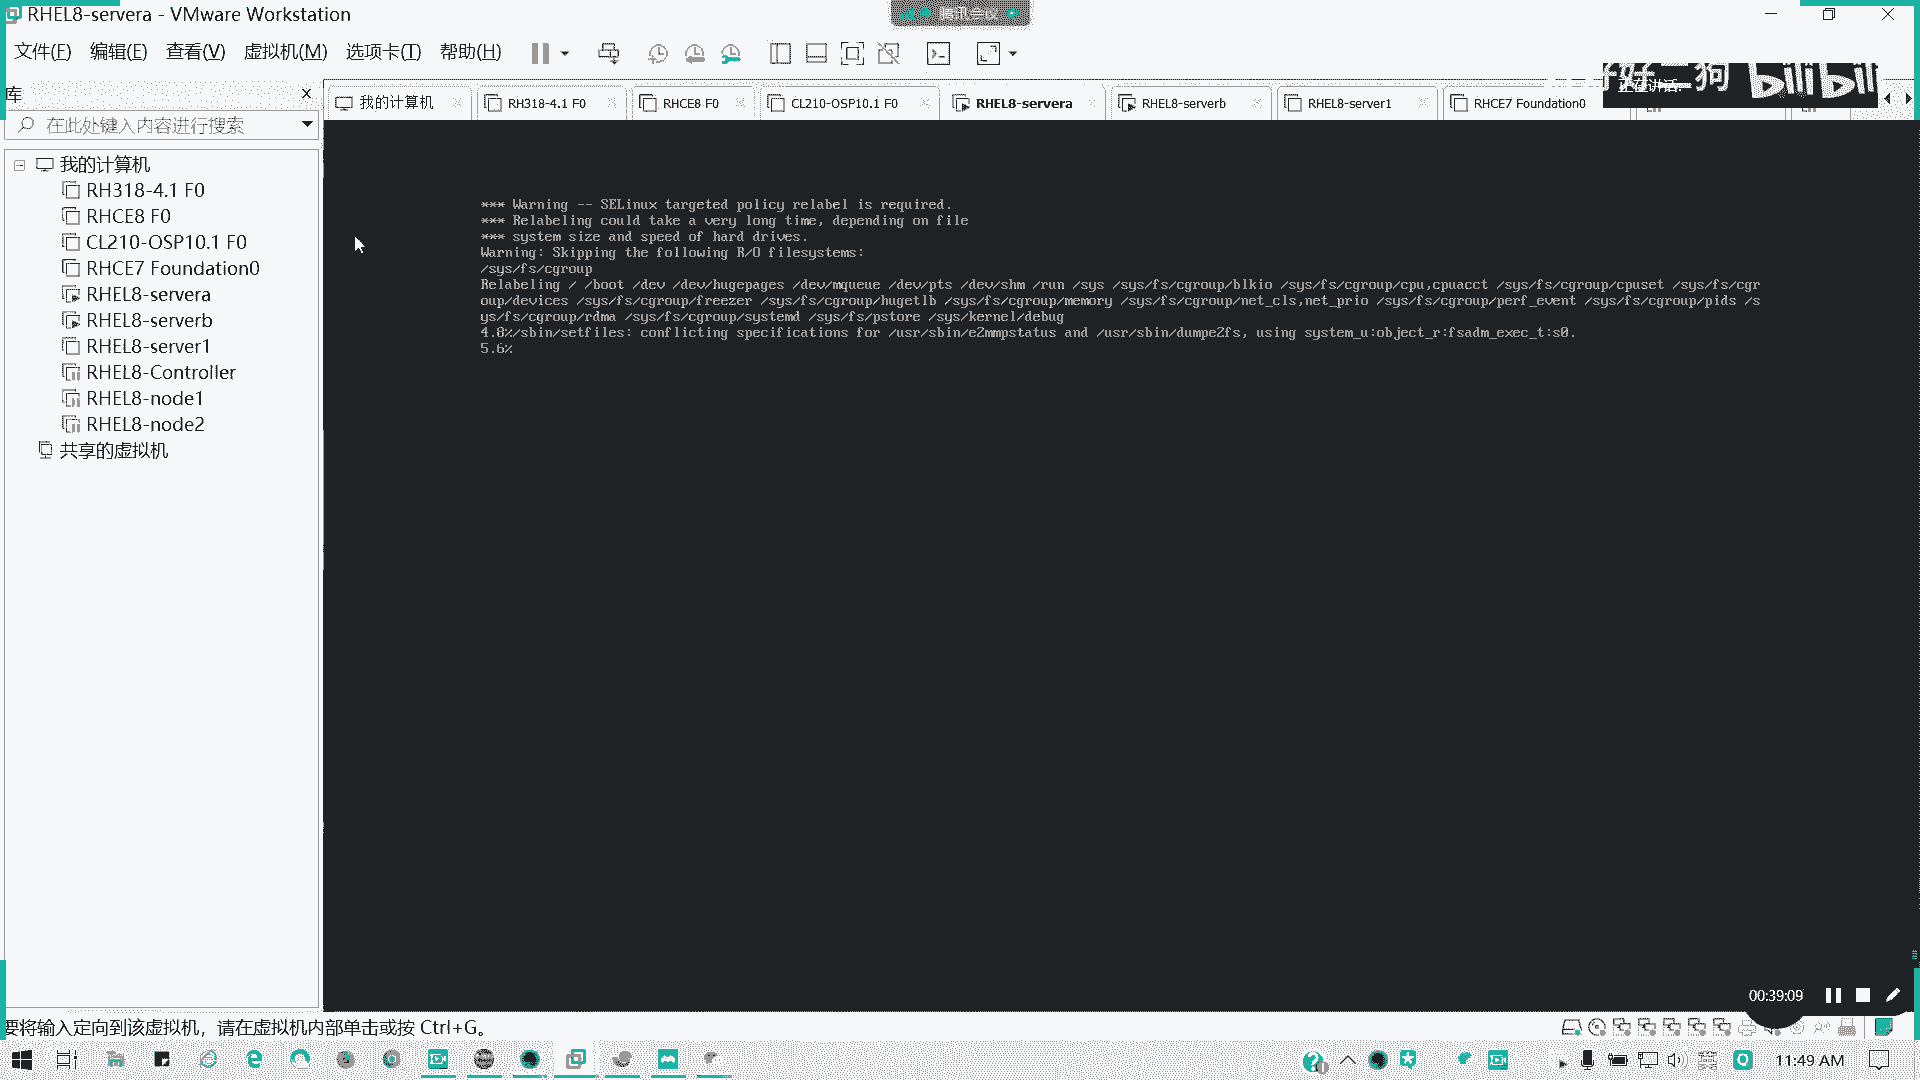 RHEL8-servera - VMware Workstation
腾讯会议
文件(F) 编辑(E) 查看(V) 虚拟机(M) 选项卡(T) 帮助(H)
库
我的计算机 RH318-4.1 F0 RHCE8 F0 CL210-OSP10.1 F0 RHEL8-servera RHEL8-serverb RHEL8-server1 RHCE7 Foundation0
二狗 bilibili
正在讲话:
在此处键入内容进行搜索
我的计算机
RH318-4.1 F0
RHCE8 F0
CL210-OSP10.1 F0
RHCE7 Foundation0
RHEL8-servera
RHEL8-serverb
RHEL8-server1
RHEL8-Controller
RHEL8-node1
RHEL8-node2
共享的虚拟机
*** Warning -- SELinux targeted policy relabel is required.
*** Relabeling could take a very long time, depending on file
*** system size and speed of hard drives.
Warning: Skipping the following R/O filesystems:
/sys/fs/cgroup
Relabeling / /boot /dev /dev/hugepages /dev/mqueue /dev/pts /dev/shm /run /sys /sys/fs/cgroup/blkio /sys/fs/cgroup/cpu,cpuacct /sys/fs/cgroup/cpuset /sys/fs/cgr
oup/devices /sys/fs/cgroup/freezer /sys/fs/cgroup/hugetlb /sys/fs/cgroup/memory /sys/fs/cgroup/net_cls,net_prio /sys/fs/cgroup/perf_event /sys/fs/cgroup/pids /s
ys/fs/cgroup/rdma /sys/fs/cgroup/systemd /sys/fs/pstore /sys/kernel/debug
4.8%/sbin/setfiles: conflicting specifications for /usr/sbin/e2mmpstatus and /usr/sbin/dumpe2fs, using system_u:object_r:fsadm_exec_t:s0.
5.6%
00:39:09
要将输入定向到该虚拟机，请在虚拟机内部单击或按 Ctrl+G。
11:49 AM